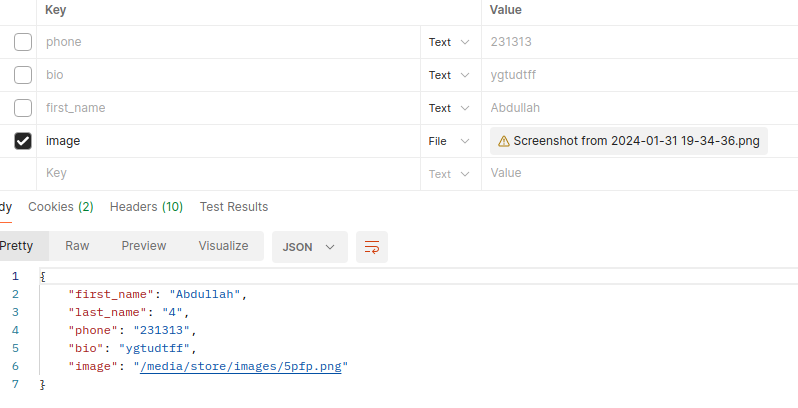 Key Value
phone Text 231313
bio Text ygtudtff
first_name Text Abdullah
image File Screenshot from 2024-01-31 19-34-36.png
Key Text Value
dy Cookies (2) Headers (10) Test Results
Pretty Raw Preview Visualize JSON
1 {
2 "first_name": "Abdullah",
3 "last_name": "4",
4 "phone": "231313",
5 "bio": "ygtudtff",
6 "image": "/media/store/images/5pfp.png"
7 }